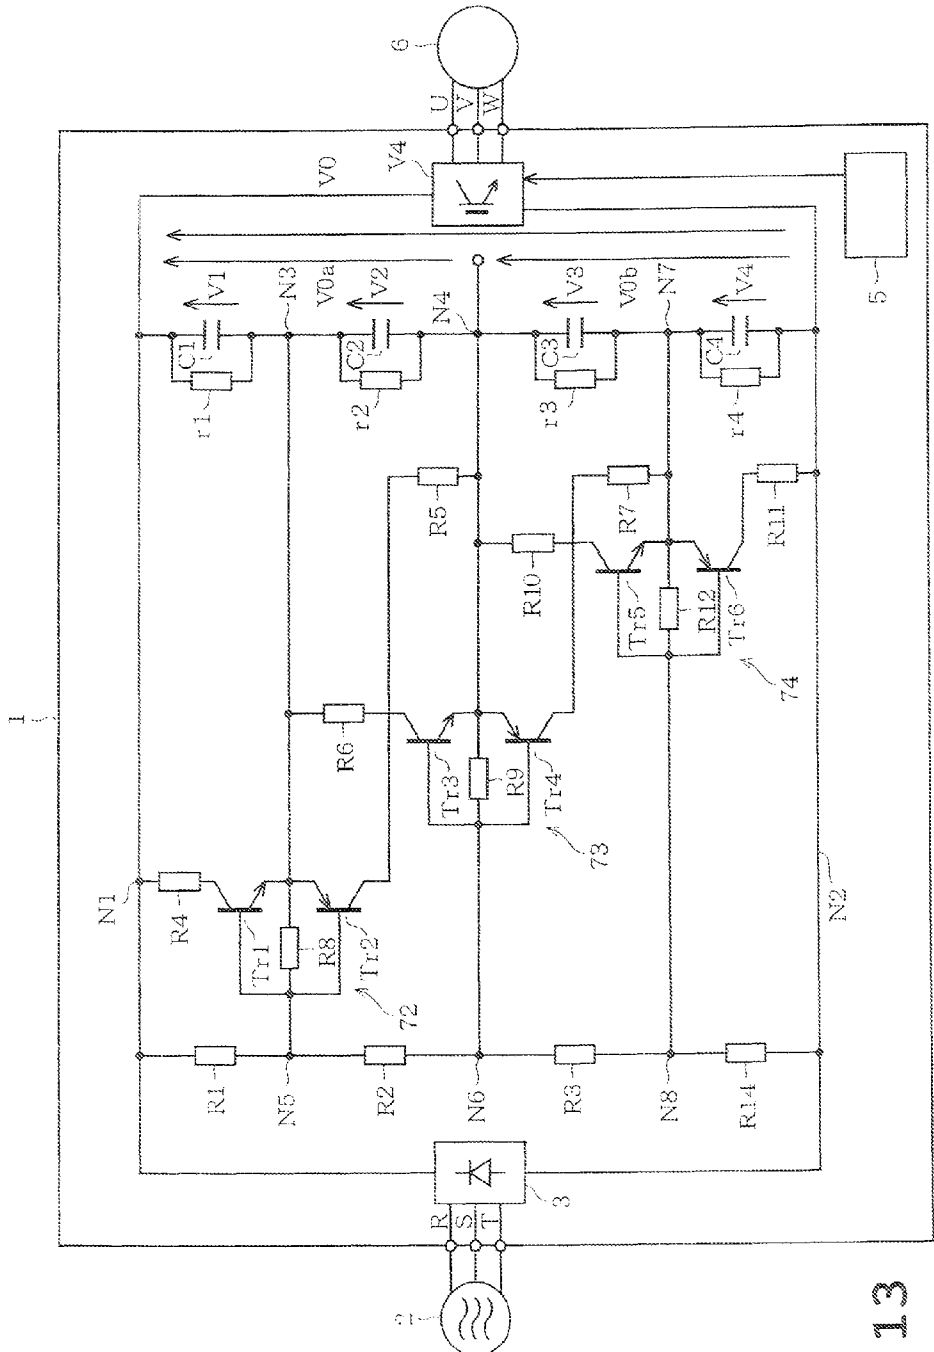 1
2
R
S
T
3
N1
R1
N5
R2
N6
R3
N8
R14
N2
R4
Tr1
R8
Tr2
72
R6
Tr3
R9
Tr4
73
R5
R10
Tr5
R12
Tr6
74
R7
R11
r1
C1
V1
N3
V0a
r2
C2
V2
N4
r3
C3
V3
V0b
N7
r4
C4
V4
V0
V4
5
U
V
W
6
13